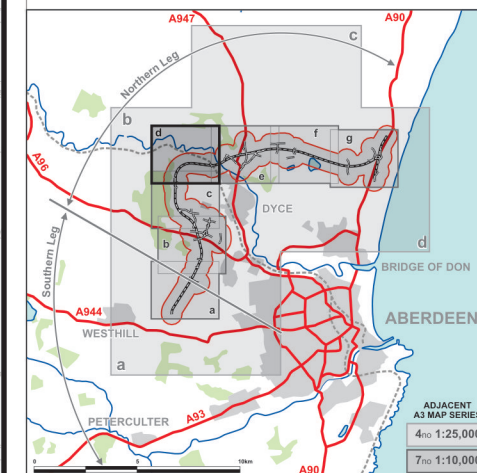 A947
A90
c
Northern Leg
b
d
f
g
A96
e
c
DYCE
Southern Leg
b
d
BRIDGE OF DON
a
A944
ABERDEEN
WESTHILL
a
ADJACENT
A3 MAP SERIES
PETERCULTER
A93
4no 1:25,000
7no 1:10,000
0 5 10km
A90